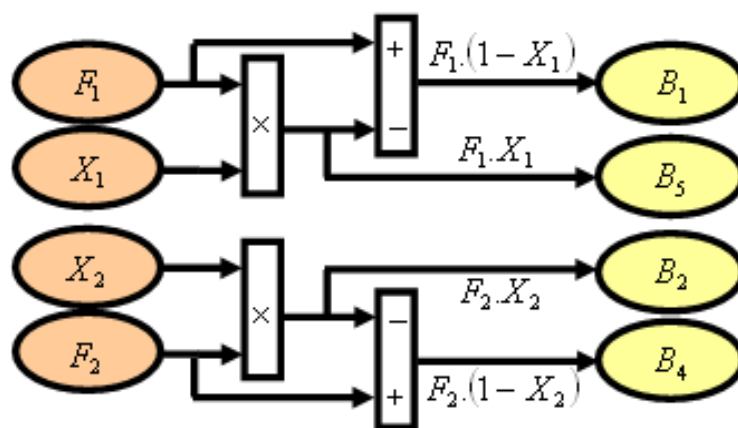 F₁
X₁
X₂
F₂
×
×
+
−
−
+
F₁.(1− X₁)
F₁.X₁
F₂.X₂
F₂.(1− X₂)
B₁
B₅
B₂
B₄